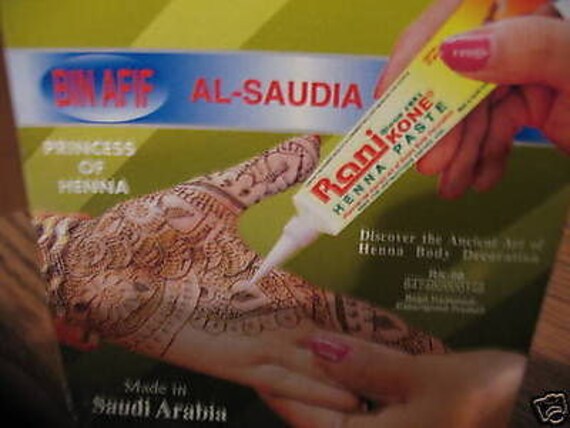 BIN AFIF
AL-SAUDIA
PRINCESS
OF
HENNA
Rani
KONE
HENNA PASTE
Discover the Ancient Art of
Henna Body Decoration
Made in
Saudi Arabia